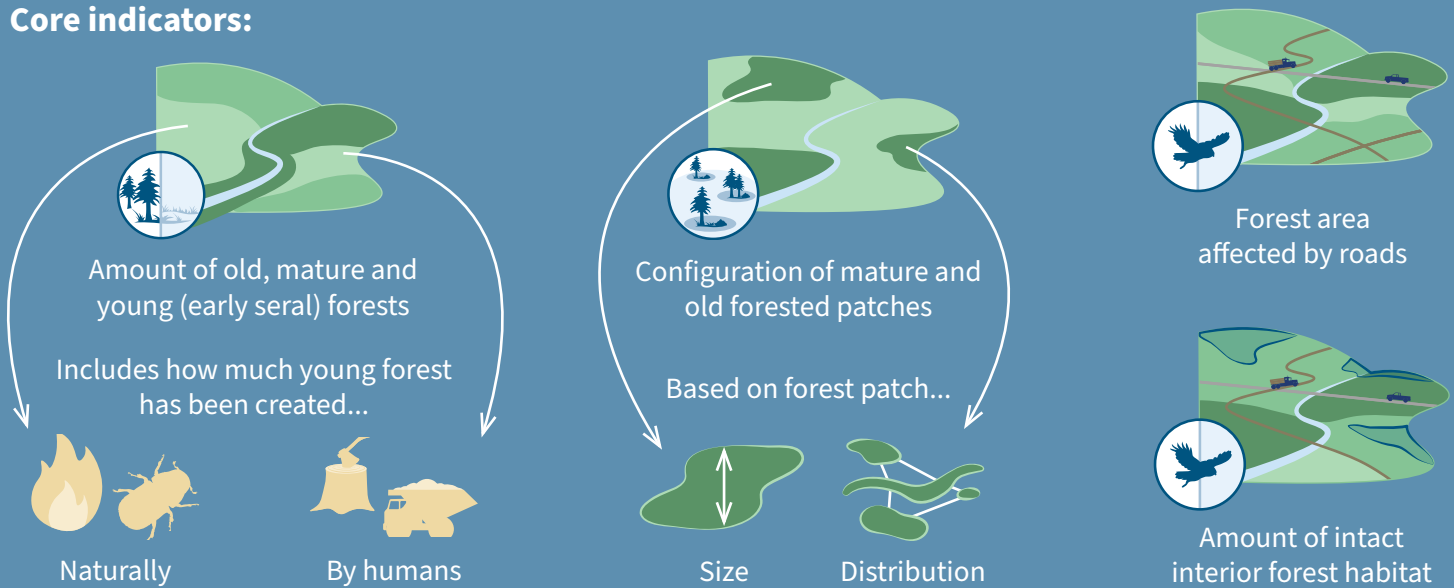 Core indicators:
Amount of old, mature and
young (early seral) forests
Includes how much young forest
has been created...
Naturally
By humans
Configuration of mature and
old forested patches
Based on forest patch...
Size
Distribution
Forest area
affected by roads
Amount of intact
interior forest habitat